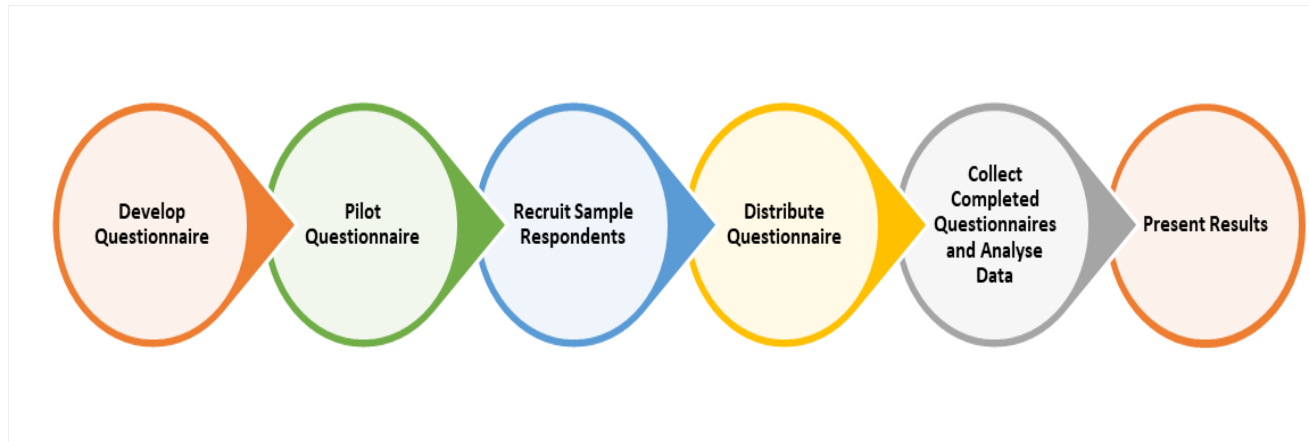 Develop
Questionnaire
Pilot
Questionnaire
Recruit Sample
Respondents
Distribute
Questionnaire
Collect
Completed
Questionnaires
and Analyse
Data
Present Results